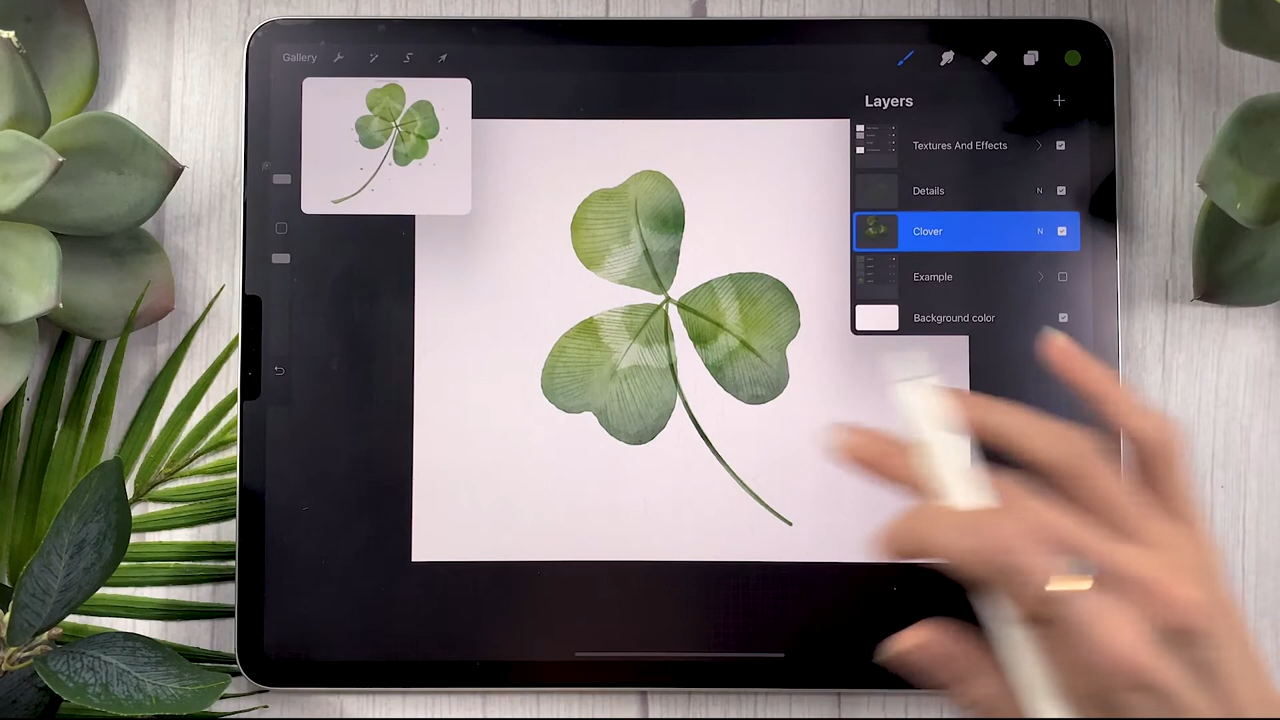 Gallery
Layers
Textures And Effects
Details N
Clover N
Example
Background color